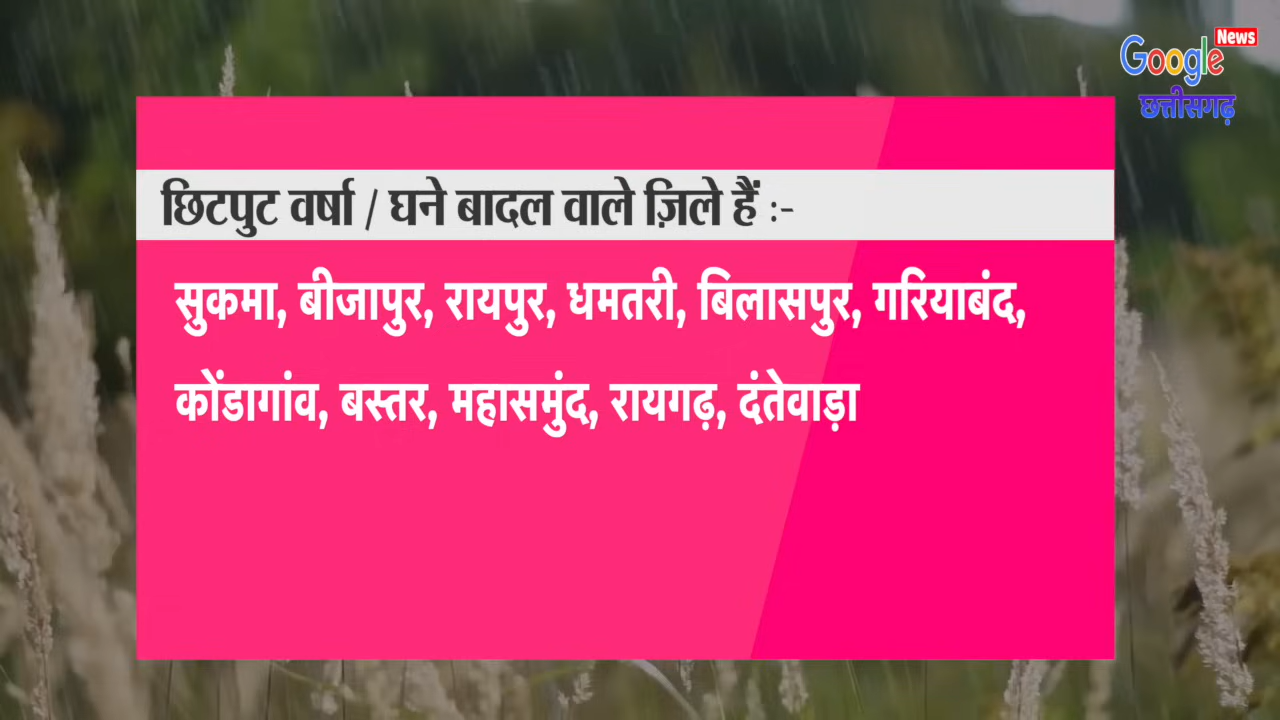 Google News
छत्तीसगढ़
छिटपुट वर्षा / घने बादल वाले ज़िले हैं :-
सुकमा, बीजापुर, रायपुर, धमतरी, बिलासपुर, गरियाबंद,
कोंडागांव, बस्तर, महासमुंद, रायगढ़, दंतेवाड़ा